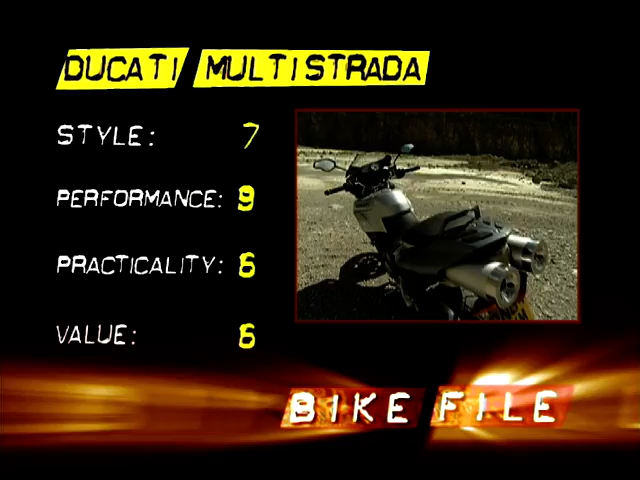 DUCATI MULTISTRADA
STYLE: 7
PERFORMANCE: 9
PRACTICALITY: 6
VALUE: 6
BIKE FILE